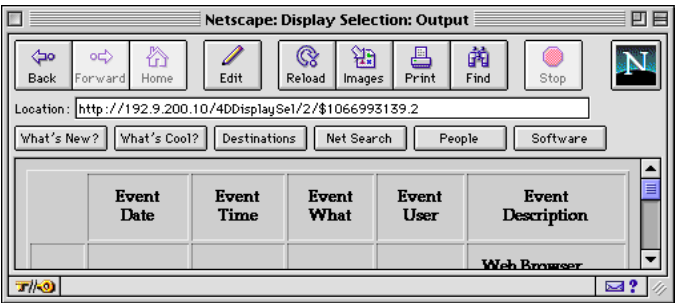 Netscape: Display Selection: Output
Back Forward Home Edit Reload Images Print Find Stop N
Location: http://192.9.200.10/4DDisplaySel/2/$1066993139.2
What's New? What's Cool? Destinations Net Search People Software
Event Date Event Time Event What Event User Event Description
Web Browser
?